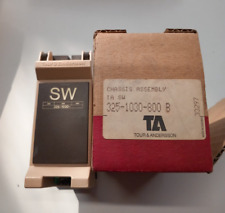 SW
CHASSIS ASSEMBLY
TA SW
325-1030-800 B
TA
TOUR & ANDERSSON